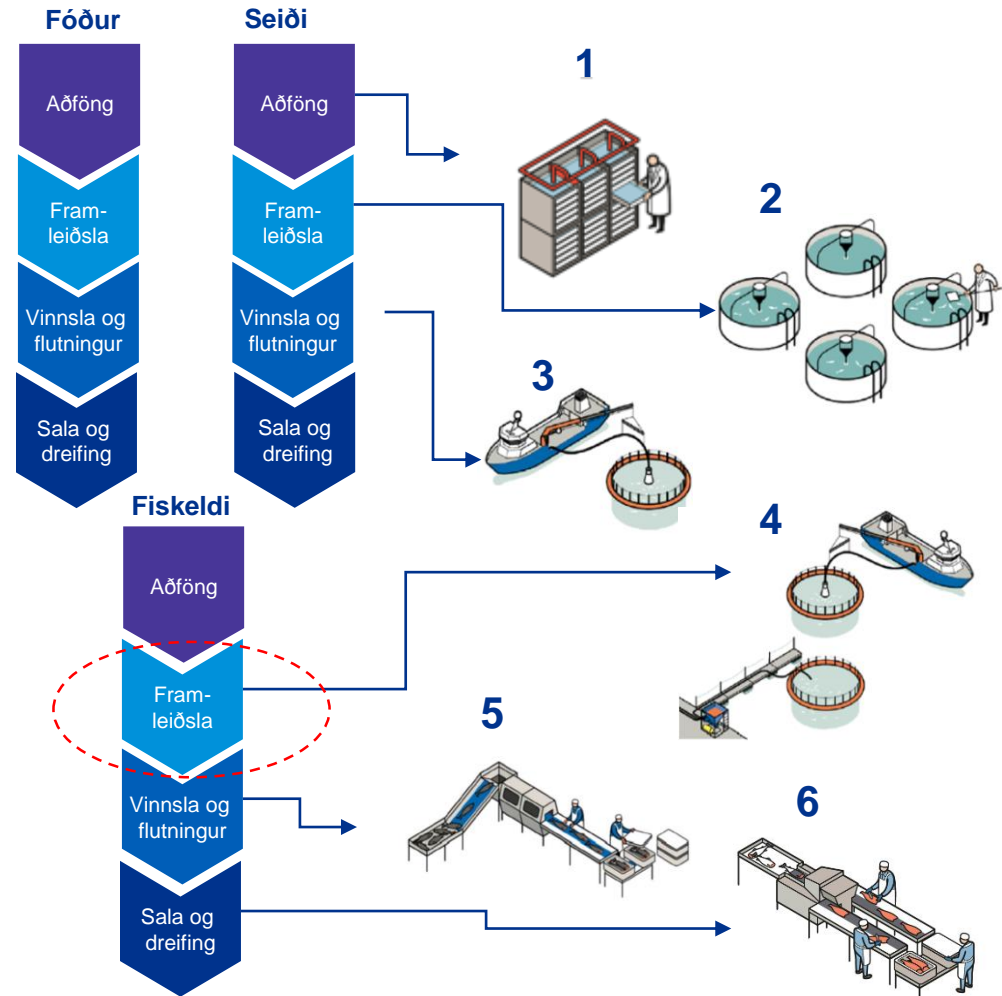 Fóður
Seiði
Aðföng
Fram-
leiðsla
Vinnsla og
flutningur
Sala og
dreifing
Aðföng
Fram-
leiðsla
Vinnsla og
flutningur
Sala og
dreifing
1
2
3
Fiskeldi
Aðföng
Fram-
leiðsla
Vinnsla og
flutningur
Sala og
dreifing
4
5
6